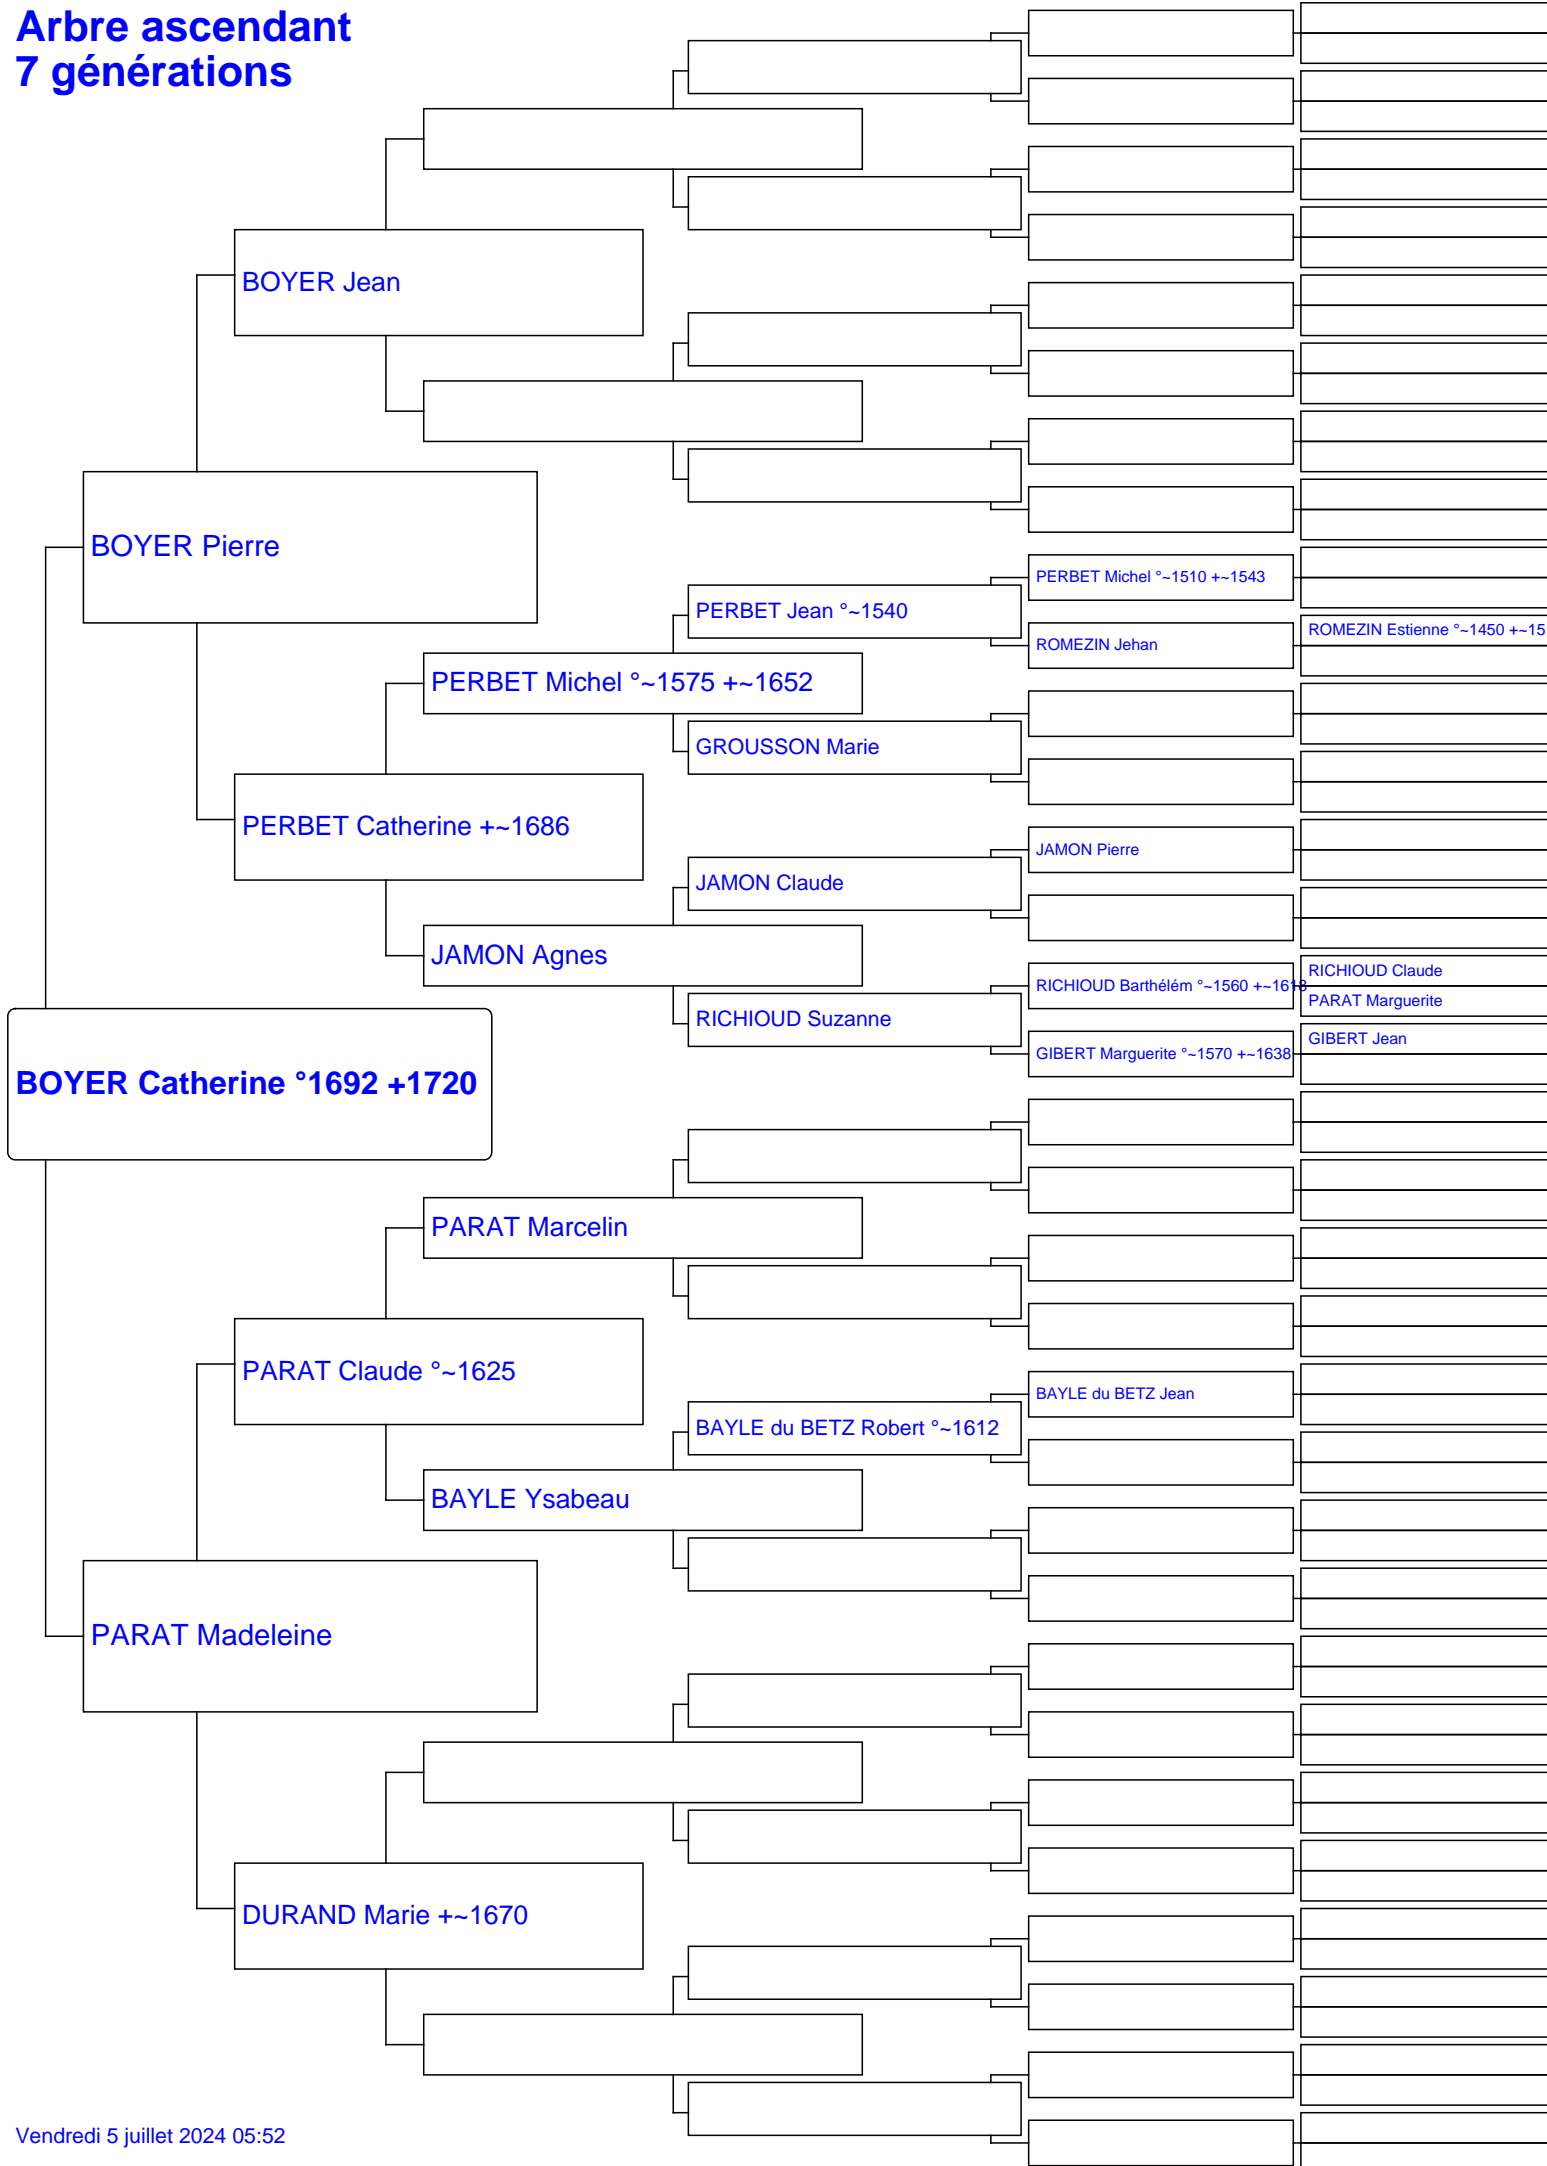 Arbre ascendant
7 générations
BOYER Jean
BOYER Pierre
PERBET Michel °~1510 +~1543
PERBET Jean °~1540
ROMEZIN Estienne °~1450 +~15
ROMEZIN Jehan
PERBET Michel °~1575 +~1652
GROUSSON Marie
PERBET Catherine +~1686
JAMON Pierre
JAMON Claude
JAMON Agnes
RICHIOUD Claude
RICHIOUD Barthélém °~1560 +~1618
PARAT Marguerite
RICHIOUD Suzanne
GIBERT Jean
GIBERT Marguerite °~1570 +~1638
BOYER Catherine °1692 +1720
PARAT Marcelin
PARAT Claude °~1625
BAYLE du BETZ Jean
BAYLE du BETZ Robert °~1612
BAYLE Ysabeau
PARAT Madeleine
DURAND Marie +~1670
Vendredi 5 juillet 2024 05:52